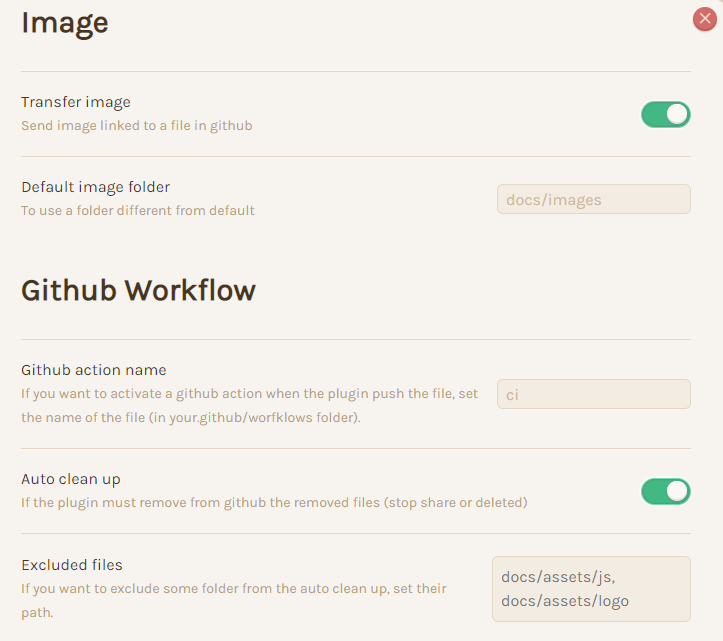 Image
Transfer image
Send image linked to a file in github
Default image folder
To use a folder different from default
docs/images
Github Workflow
Github action name
If you want to activate a github action when the plugin push the file, set
the name of the file (in your.github/worfklows folder).
ci
Auto clean up
If the plugin must remove from github the removed files (stop share or deleted)
Excluded files
If you want to exclude some folder from the auto clean up, set their
path.
docs/assets/js,
docs/assets/logo